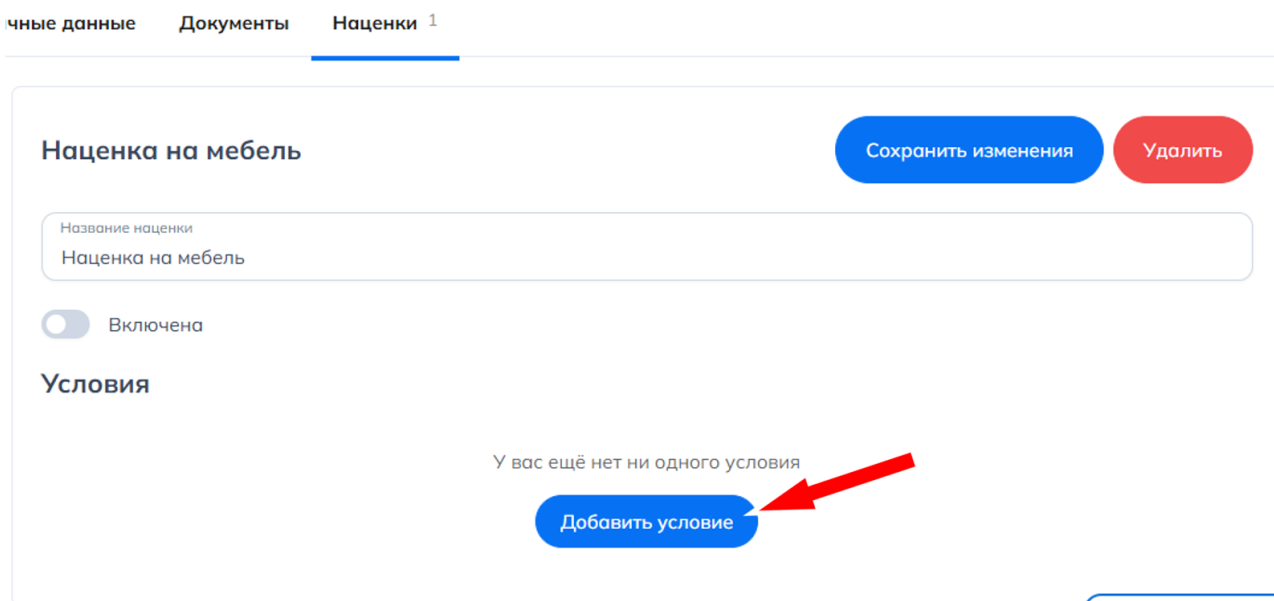 чные данные Документы Наценки 1
Наценка на мебель Сохранить изменения Удалить
Название наценки
Наценка на мебель
Включена
Условия
У вас ещё нет ни одного условия
Добавить условие